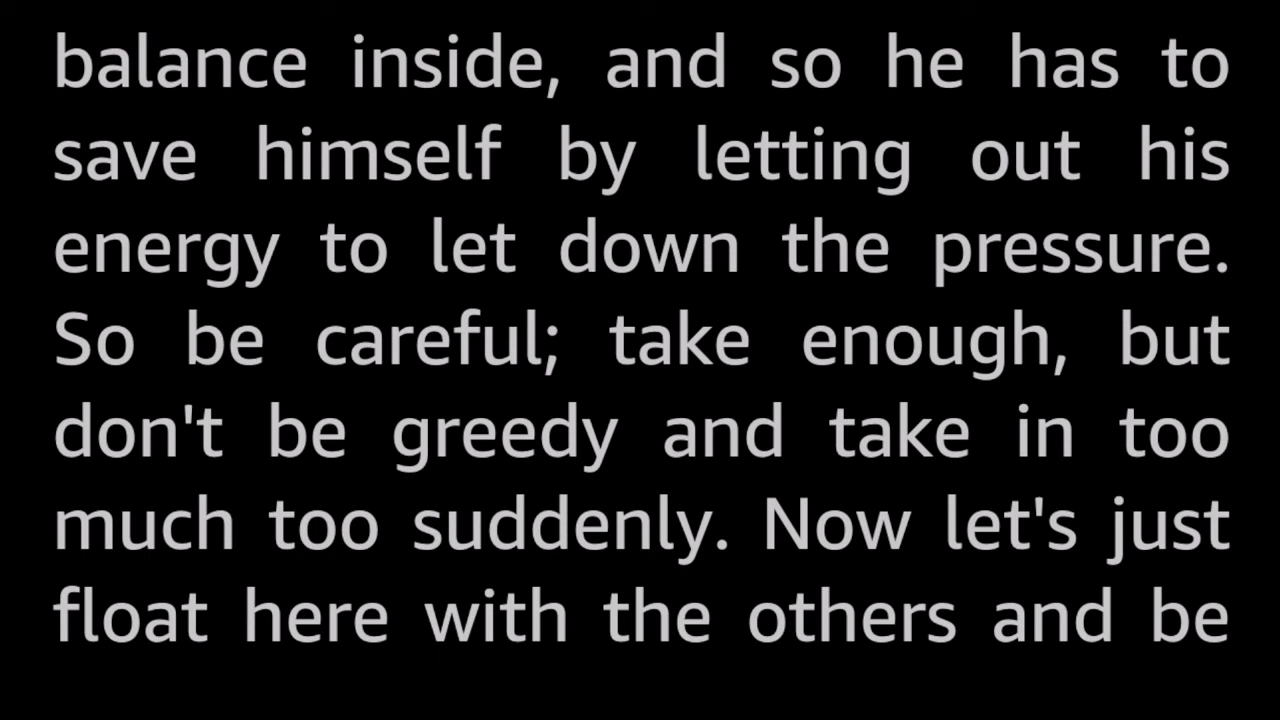 balance inside, and so he has to
save himself by letting out his
energy to let down the pressure.
So be careful; take enough, but
don't be greedy and take in too
much too suddenly. Now let's just
float here with the others and be